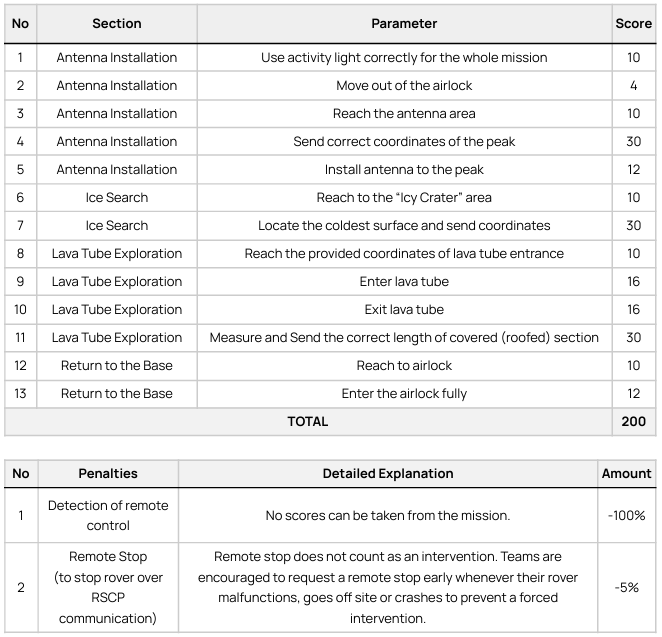 No Section Parameter Score
1 Antenna Installation Use activity light correctly for the whole mission 10
2 Antenna Installation Move out of the airlock 4
3 Antenna Installation Reach the antenna area 10
4 Antenna Installation Send correct coordinates of the peak 30
5 Antenna Installation Install antenna to the peak 12
6 Ice Search Reach to the “Icy Crater” area 10
7 Ice Search Locate the coldest surface and send coordinates 30
8 Lava Tube Exploration Reach the provided coordinates of lava tube entrance 10
9 Lava Tube Exploration Enter lava tube 16
10 Lava Tube Exploration Exit lava tube 16
11 Lava Tube Exploration Measure and Send the correct length of covered (roofed) section 30
12 Return to the Base Reach to airlock 10
13 Return to the Base Enter the airlock fully 12
TOTAL 200
No Penalties Detailed Explanation Amount
1 Detection of remote control No scores can be taken from the mission. -100%
2 Remote Stop
(to stop rover over
RSCP
communication)
Remote stop does not count as an intervention. Teams are
encouraged to request a remote stop early whenever their rover
malfunctions, goes off site or crashes to prevent a forced
intervention.
-5%